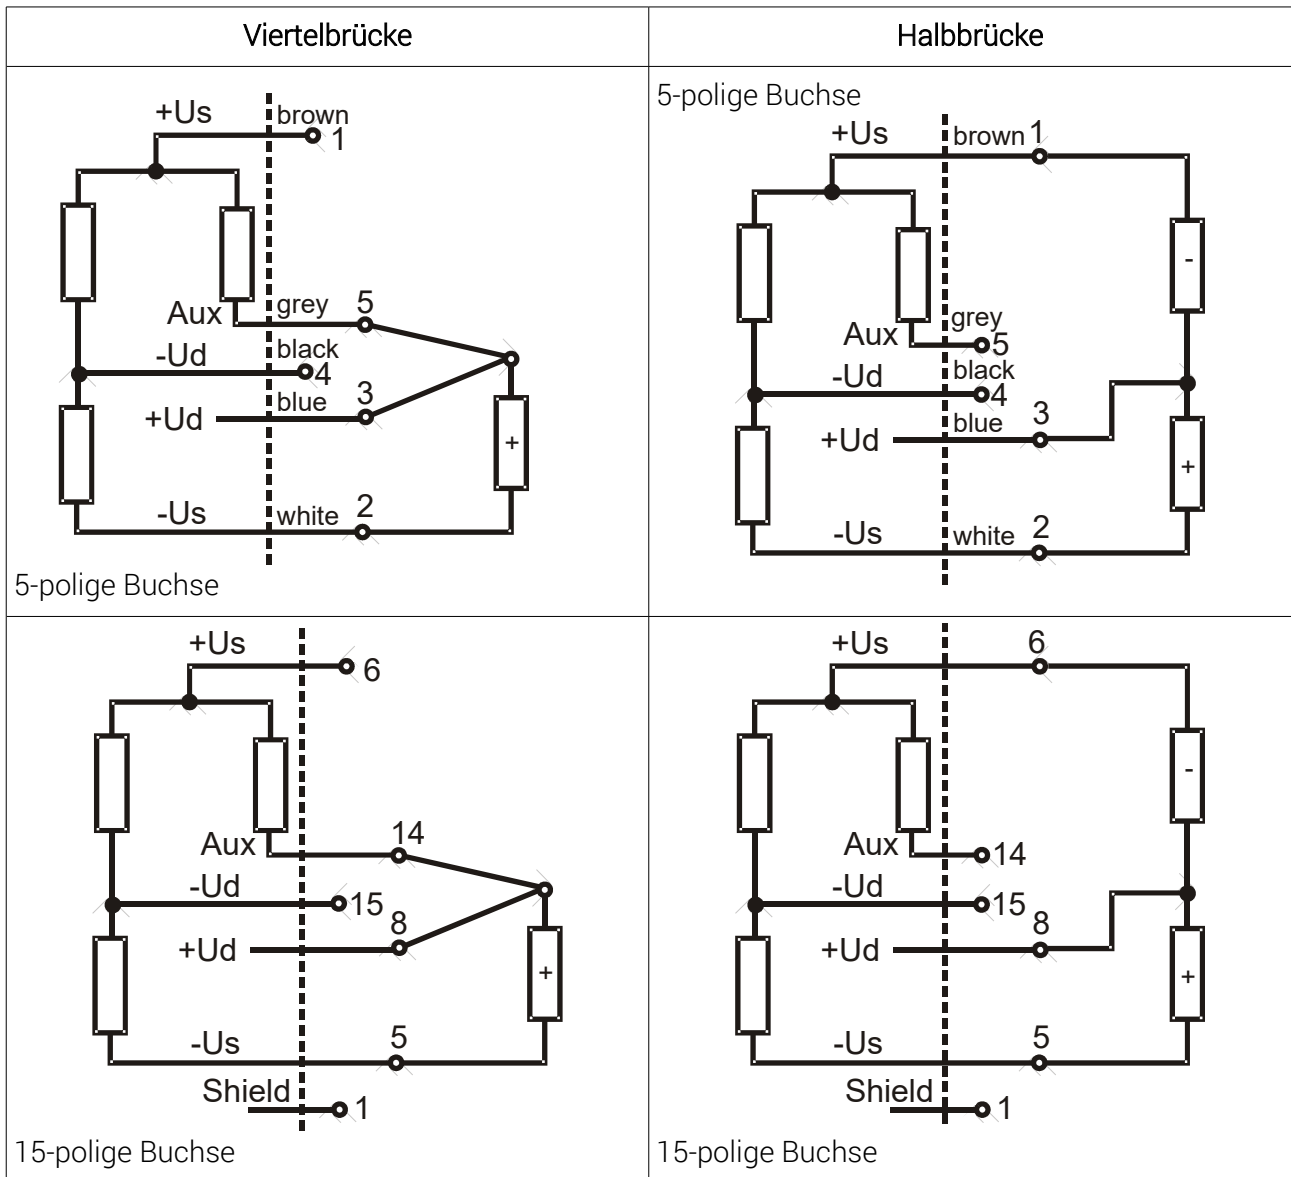 Viertelbrücke
Halbbrücke
+Us
brown
1
Aux
grey
5
-Ud
black
4
+Ud
blue
3
+
-Us
white
2
5-polige Buchse
5-polige Buchse
+Us
brown
1
-
Aux
grey
5
-Ud
black
4
+Ud
blue
3
+
-Us
white
2
+Us
6
Aux
14
-Ud
15
+Ud
8
+
-Us
5
Shield
1
15-polige Buchse
+Us
6
-
Aux
14
-Ud
15
+Ud
8
+
-Us
5
Shield
1
15-polige Buchse